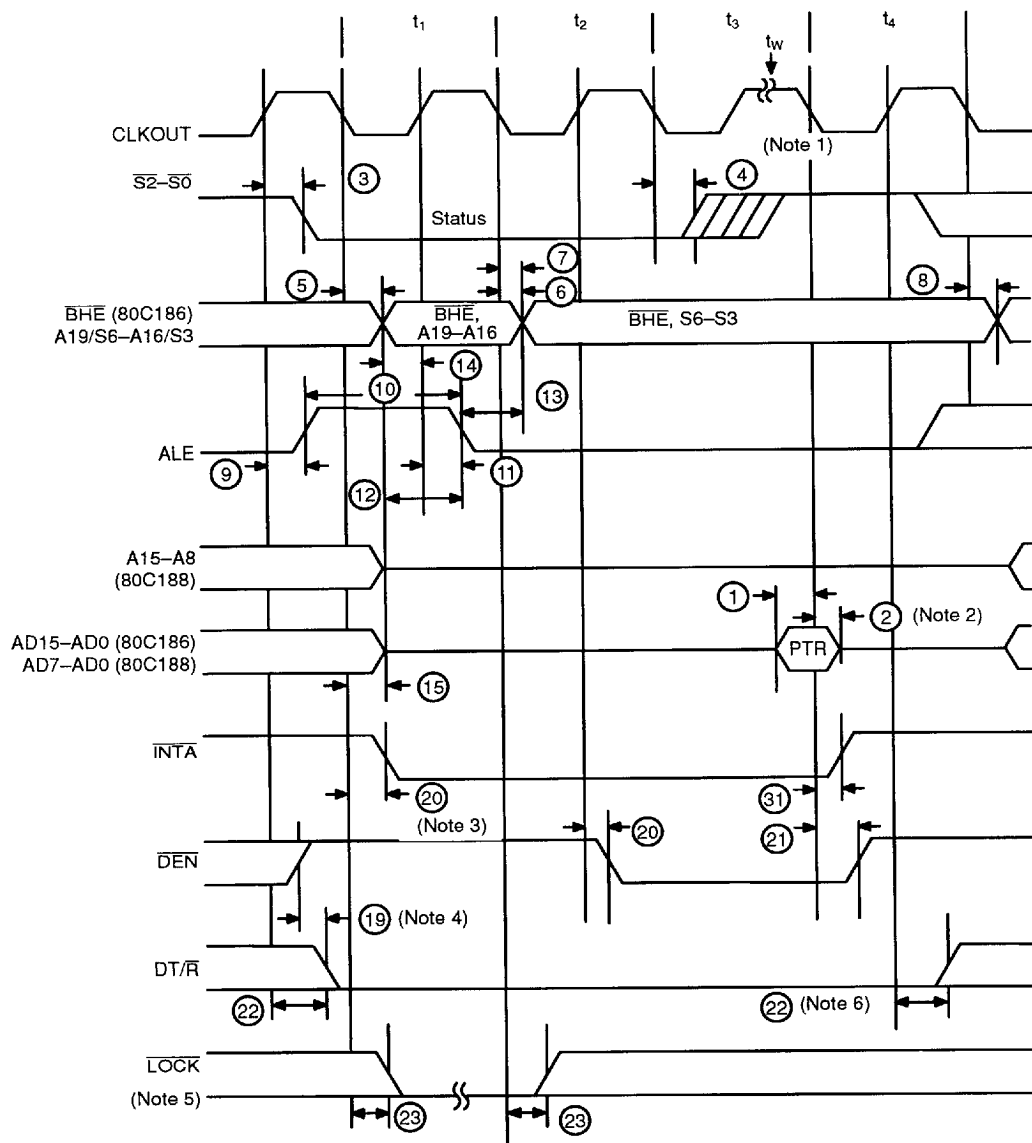 t1 t2 t3 t4
tW
CLKOUT
(Note 1)
S2–S0
3
4
Status
7
5
6
8
BHE (80C186)
A19/S6–A16/S3
BHE,
A19–A16
BHE, S6–S3
14
10
13
ALE
9
11
12
A15–A8
(80C188)
1
2 (Note 2)
AD15–AD0 (80C186)
AD7–AD0 (80C188)
PTR
15
INTA
20
31
(Note 3)
20
21
DEN
19 (Note 4)
DT/R
22
22 (Note 6)
LOCK
(Note 5)
23
23